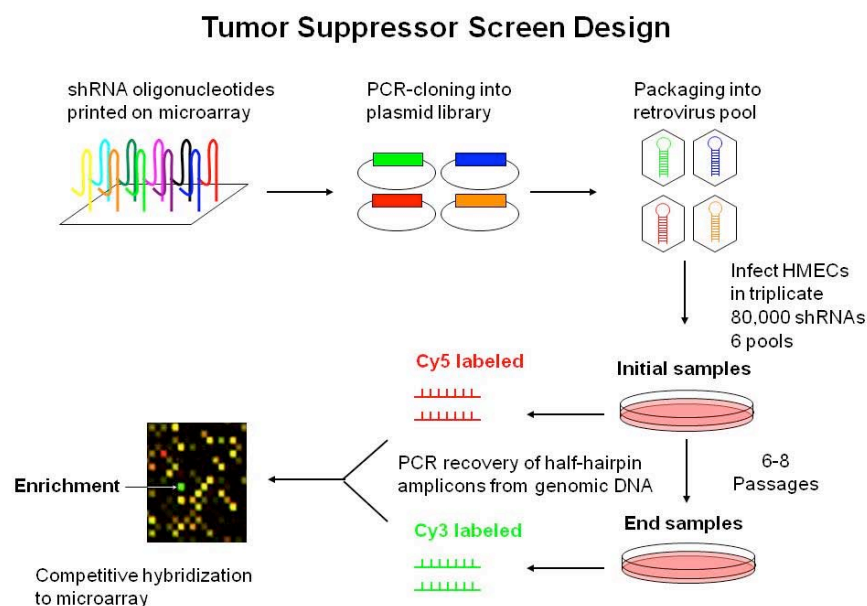 Tumor Suppressor Screen Design
shRNA oligonucleotides
printed on microarray
PCR-cloning into
plasmid library
Packaging into
retrovirus pool
Infect HMECs
in triplicate
80,000 shRNAs
6 pools
Cy5 labeled
Initial samples
Enrichment
PCR recovery of half-hairpin
amplicons from genomic DNA
6-8
Passages
Cy3 labeled
End samples
Competitive hybridization
to microarray